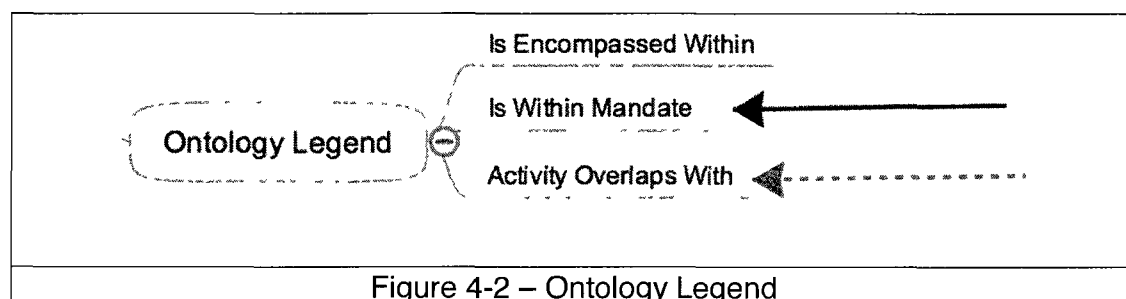 Is Encompassed Within
Ontology Legend
Is Within Mandate
Activity Overlaps With
Figure 4-2 – Ontology Legend